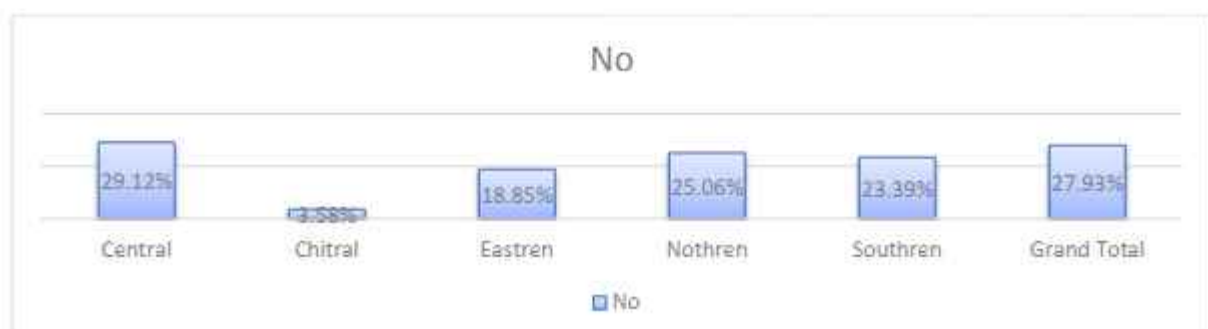 No
29.12% 3.58% 18.85% 25.06% 23.39% 27.93%
Central Chitral Eastren Nothren Southren Grand Total
No